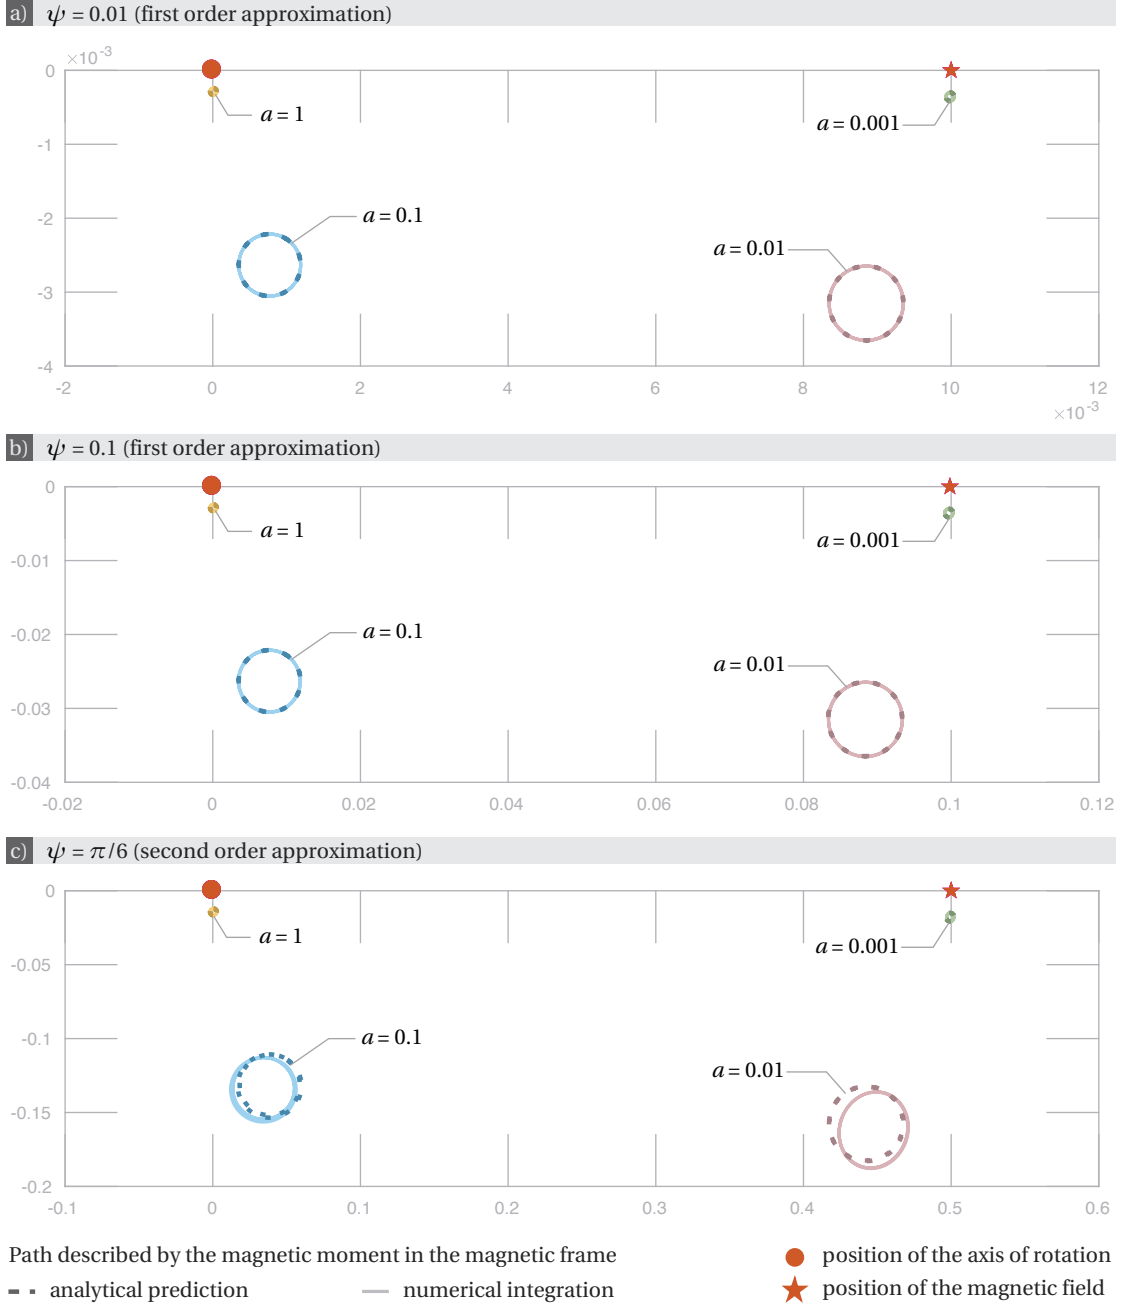 a) ψ = 0.01 (first order approximation)
×10⁻³
0
a = 1
a = 0.001
-1
-2
a = 0.1
a = 0.01
-3
-4
-2 0 2 4 6 8 10 12
×10⁻³
b) ψ = 0.1 (first order approximation)
0
a = 1
a = 0.001
-0.01
-0.02
a = 0.1
a = 0.01
-0.03
-0.04
-0.02 0 0.02 0.04 0.06 0.08 0.1 0.12
c) ψ = π/6 (second order approximation)
0
a = 1
a = 0.001
-0.05
-0.1
a = 0.1
a = 0.01
-0.15
-0.2
-0.1 0 0.1 0.2 0.3 0.4 0.5 0.6
Path described by the magnetic moment in the magnetic frame
position of the axis of rotation
analytical prediction
numerical integration
position of the magnetic field